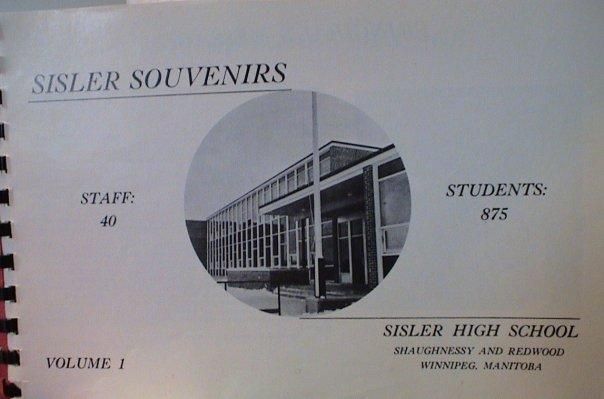 SISLER SOUVENIRS
STAFF:
40
STUDENTS:
875
SISLER HIGH SCHOOL
SHAUGHNESSY AND REDWOOD
WINNIPEG, MANITOBA
VOLUME 1